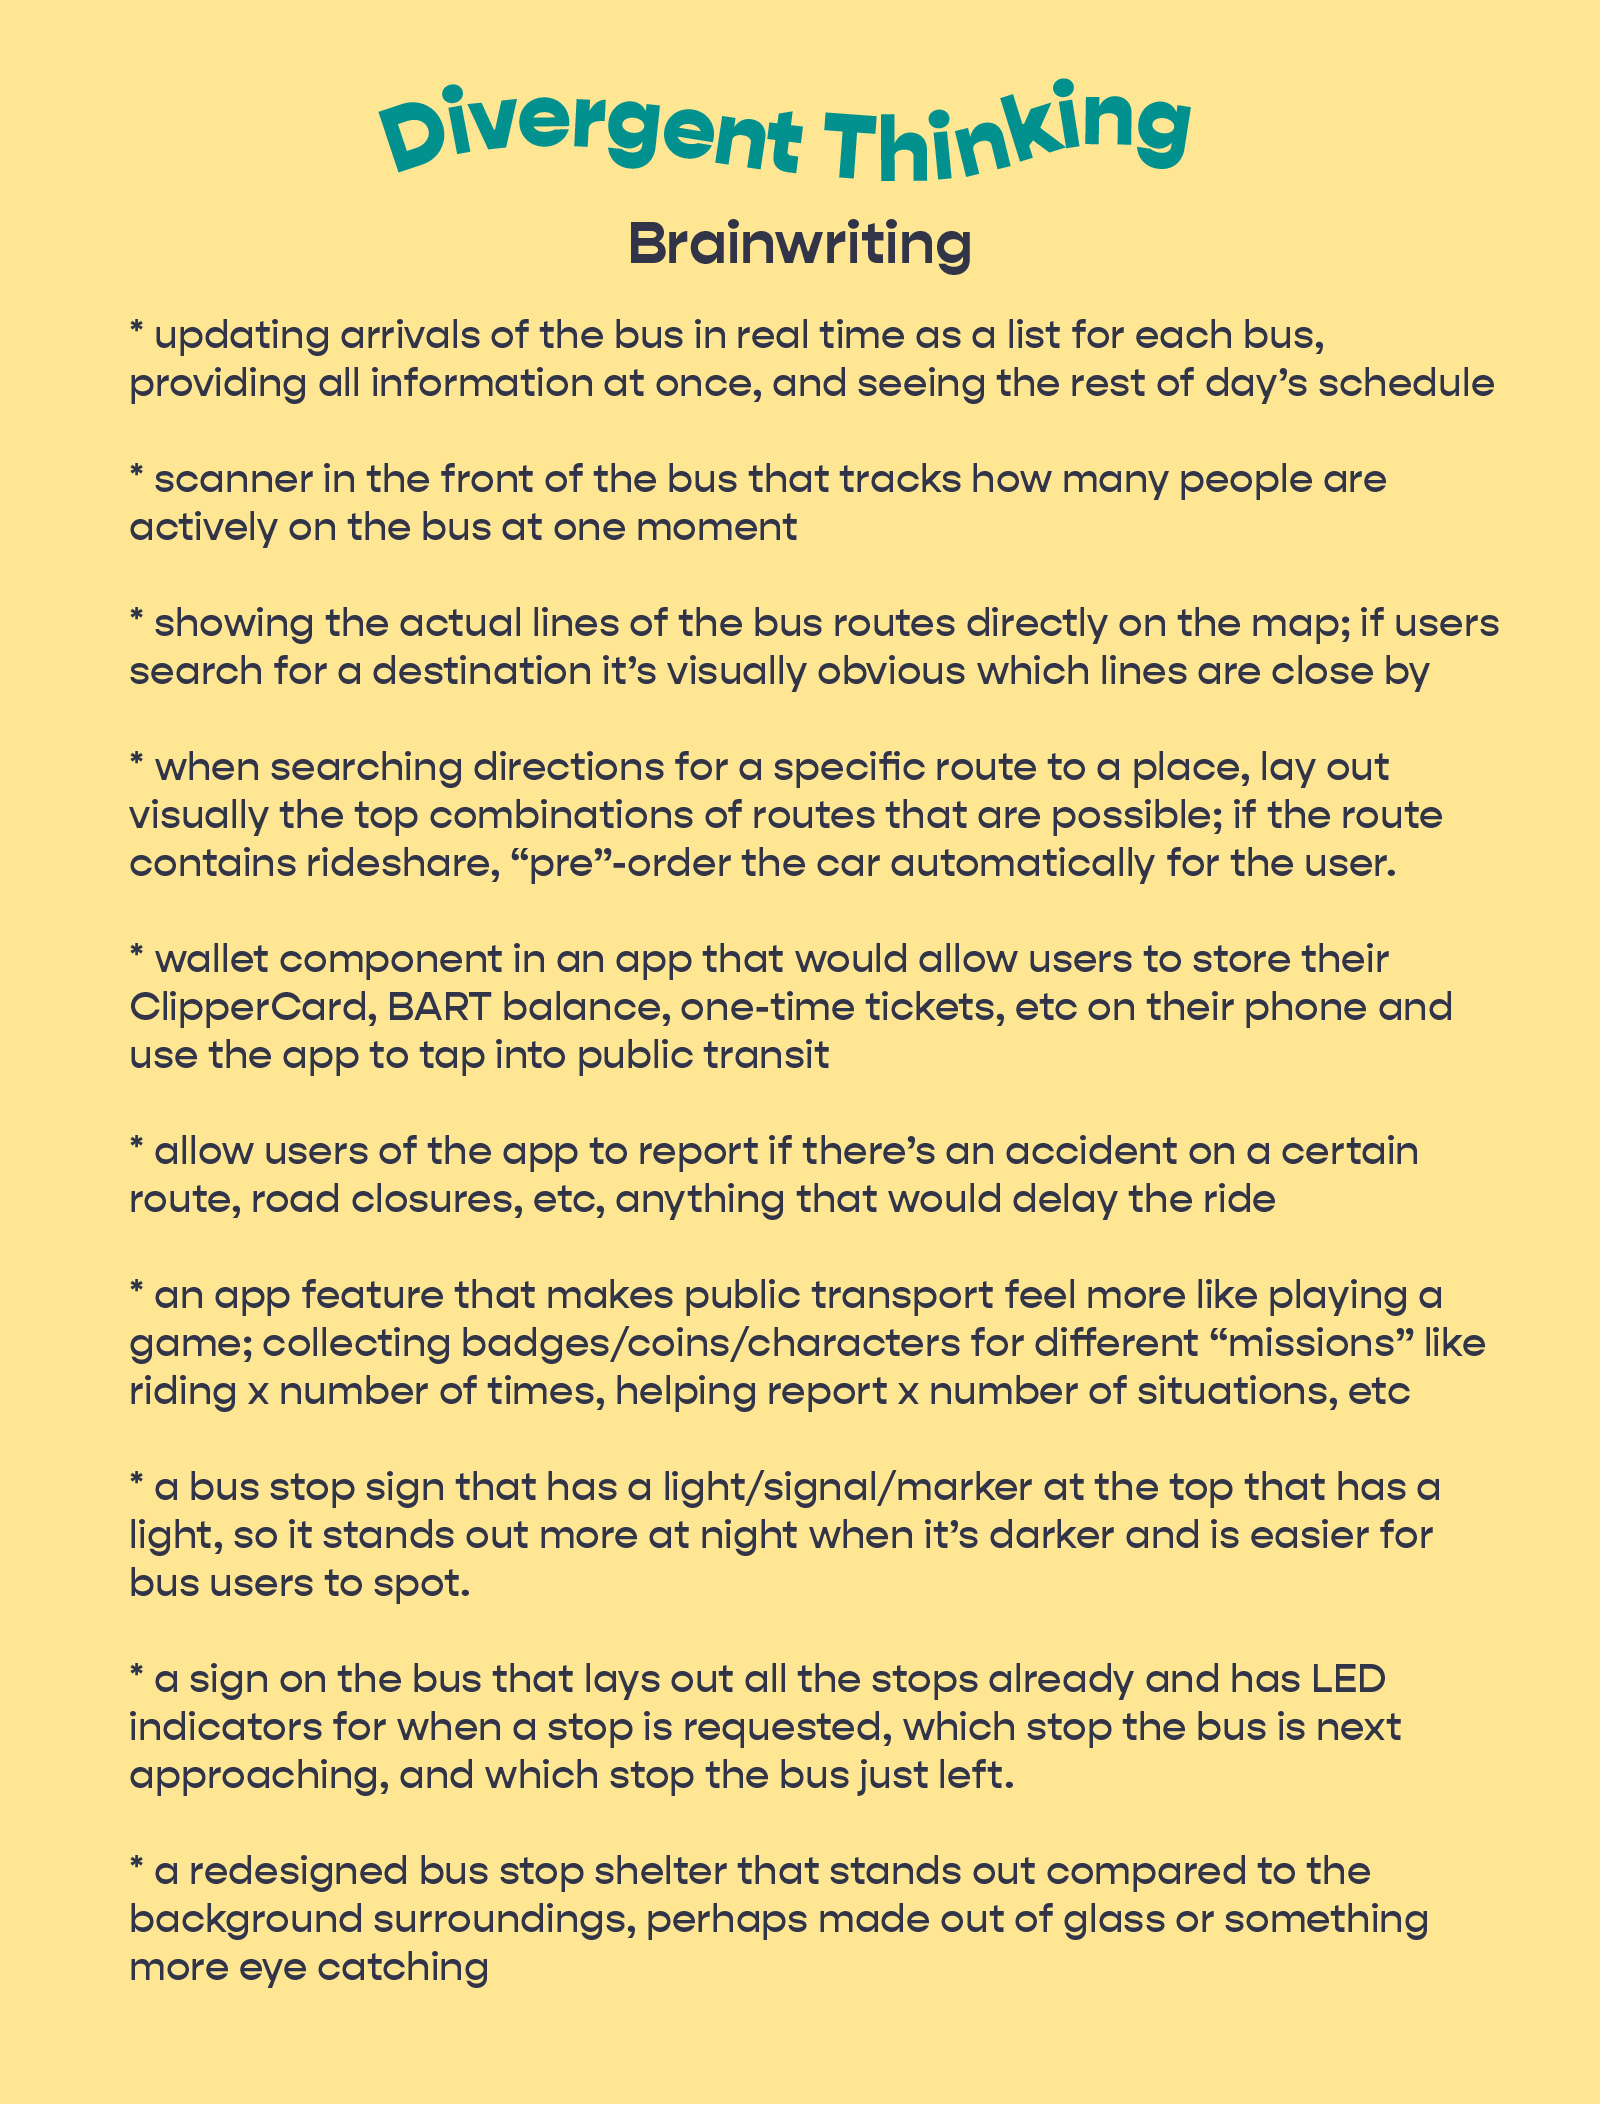 Divergent Thinking
Brainwriting
* updating arrivals of the bus in real time as a list for each bus,
providing all information at once, and seeing the rest of day’s schedule
* scanner in the front of the bus that tracks how many people are
actively on the bus at one moment
* showing the actual lines of the bus routes directly on the map; if users
search for a destination it’s visually obvious which lines are close by
* when searching directions for a specific route to a place, lay out
visually the top combinations of routes that are possible; if the route
contains rideshare, “pre”-order the car automatically for the user.
* wallet component in an app that would allow users to store their
ClipperCard, BART balance, one-time tickets, etc on their phone and
use the app to tap into public transit
* allow users of the app to report if there’s an accident on a certain
route, road closures, etc, anything that would delay the ride
* an app feature that makes public transport feel more like playing a
game; collecting badges/coins/characters for different “missions” like
riding x number of times, helping report x number of situations, etc
* a bus stop sign that has a light/signal/marker at the top that has a
light, so it stands out more at night when it’s darker and is easier for
bus users to spot.
* a sign on the bus that lays out all the stops already and has LED
indicators for when a stop is requested, which stop the bus is next
approaching, and which stop the bus just left.
* a redesigned bus stop shelter that stands out compared to the
background surroundings, perhaps made out of glass or something
more eye catching